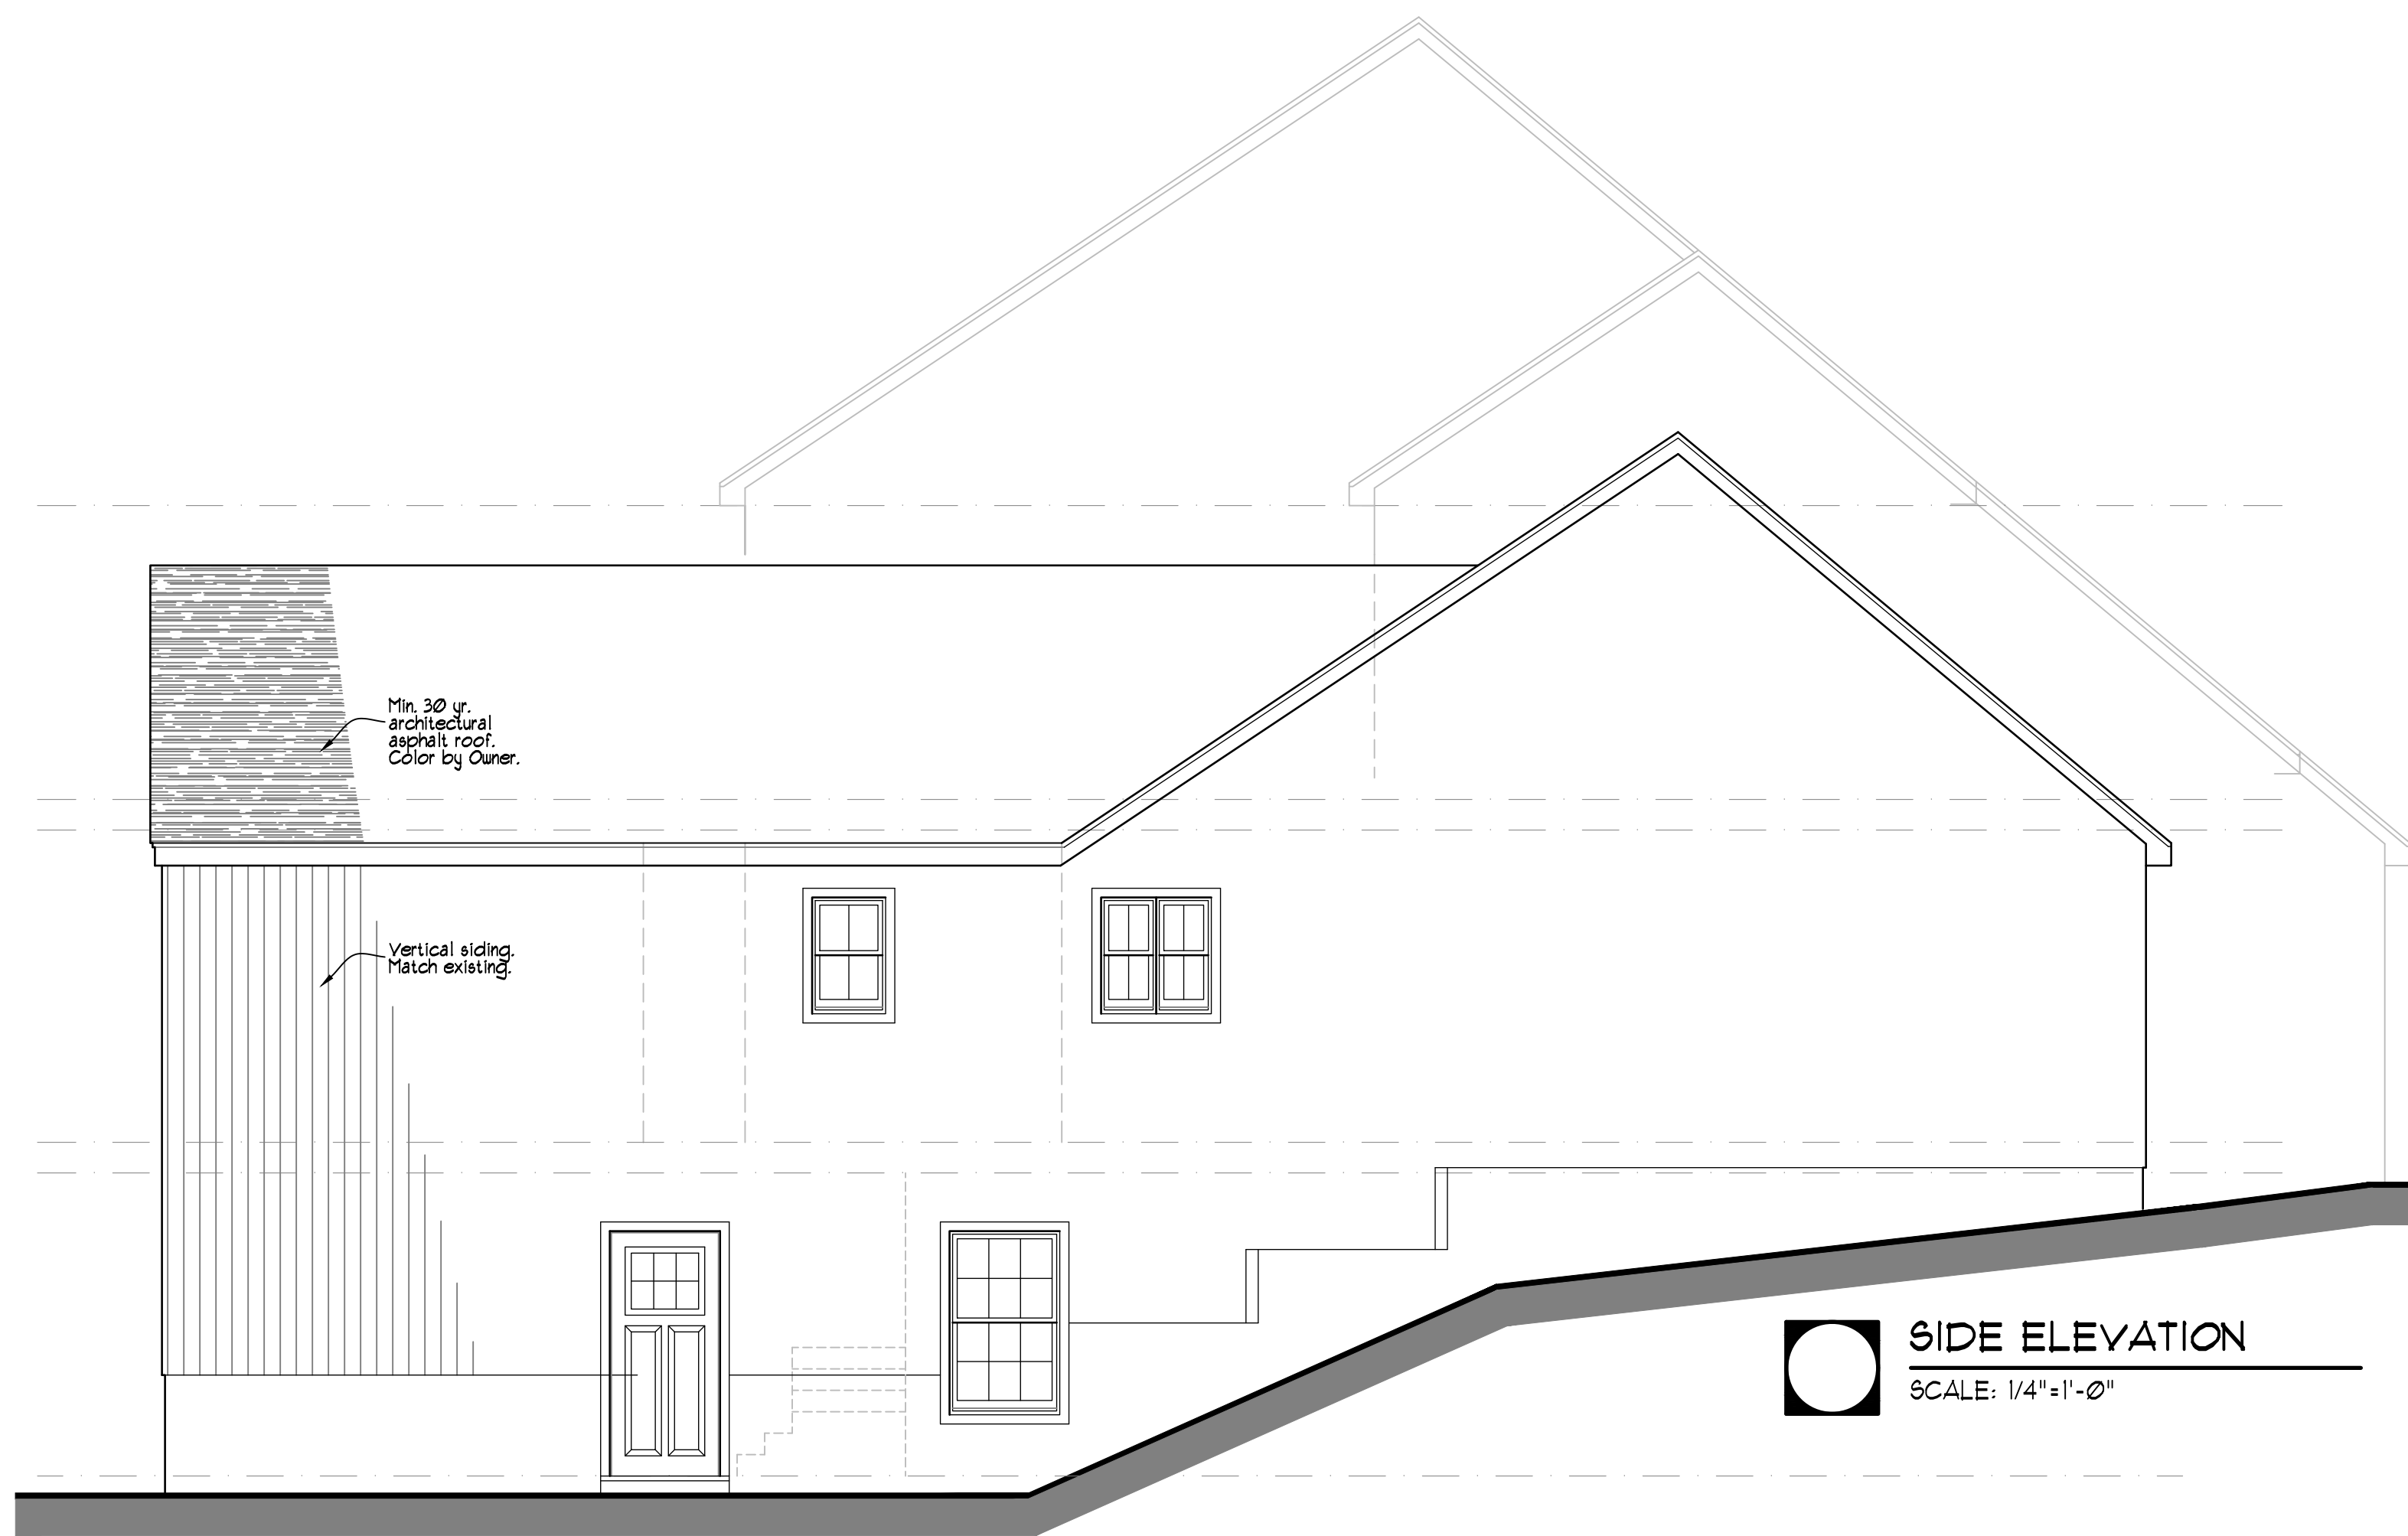 Min. 30 yr.
architectural
asphalt roof.
Color by Owner.
Vertical siding.
Match existing.
SIDE ELEVATION
SCALE: 1/4"=1'-0"